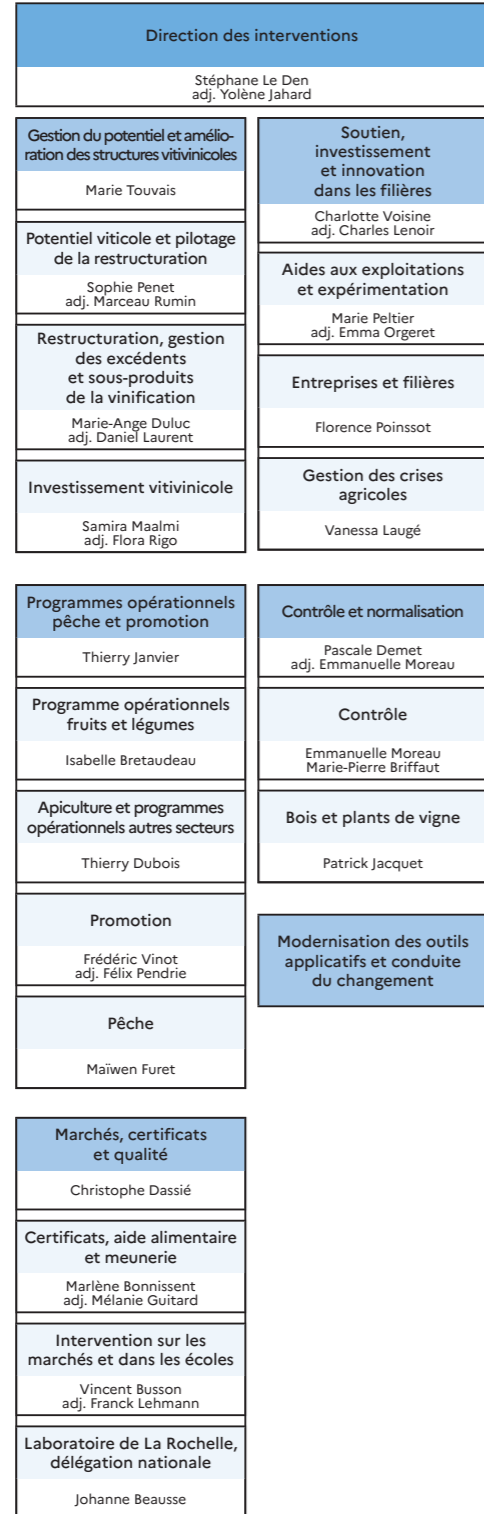 Direction des interventions
Stéphane Le Den
adj. Yolène Jahard
Gestion du potentiel et amélio-
ration des structures vitivinicoles
Marie Touvais
Potentiel viticole et pilotage
de la restructuration
Sophie Penet
adj. Marceau Rumin
Restructuration, gestion
des excédents
et sous-produits
de la vinification
Marie-Ange Duluc
adj. Daniel Laurent
Investissement vitivinicole
Samira Maalmi
adj. Flora Rigo
Soutien,
investissement
et innovation
dans les filières
Charlotte Voisine
adj. Charles Lenoir
Aides aux exploitations
et expérimentation
Marie Peltier
adj. Emma Orgeret
Entreprises et filières
Florence Poinssot
Gestion des crises
agricoles
Vanessa Laugé
Programmes opérationnels
pêche et promotion
Thierry Janvier
Programme opérationnels
fruits et légumes
Isabelle Bretaudeau
Apiculture et programmes
opérationnels autres secteurs
Thierry Dubois
Promotion
Frédéric Vinot
adj. Félix Pendrie
Pêche
Maïwen Furet
Contrôle et normalisation
Pascale Demet
adj. Emmanuelle Moreau
Contrôle
Emmanuelle Moreau
Marie-Pierre Briffaut
Bois et plants de vigne
Patrick Jacquet
Modernisation des outils
applicatifs et conduite
du changement
Marchés, certificats
et qualité
Christophe Dassié
Certificats, aide alimentaire
et meunerie
Marlène Bonnissent
adj. Mélanie Guitard
Intervention sur les
marchés et dans les écoles
Vincent Busson
adj. Franck Lehmann
Laboratoire de La Rochelle,
délégation nationale
Johanne Beausse